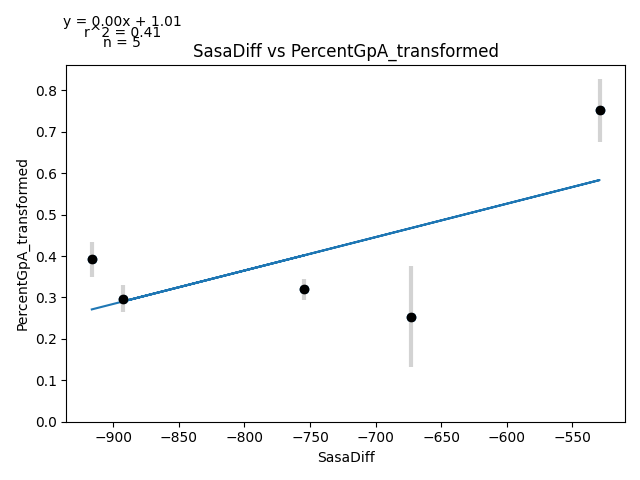 y = 0.00x + 1.01
r^2 = 0.41
n = 5
SasaDiff vs PercentGpA_transformed
PercentGpA_transformed
0.8
0.7
0.6
0.5
0.4
0.3
0.2
0.1
0.0
−900 −850 −800 −750 −700 −650 −600 −550
SasaDiff